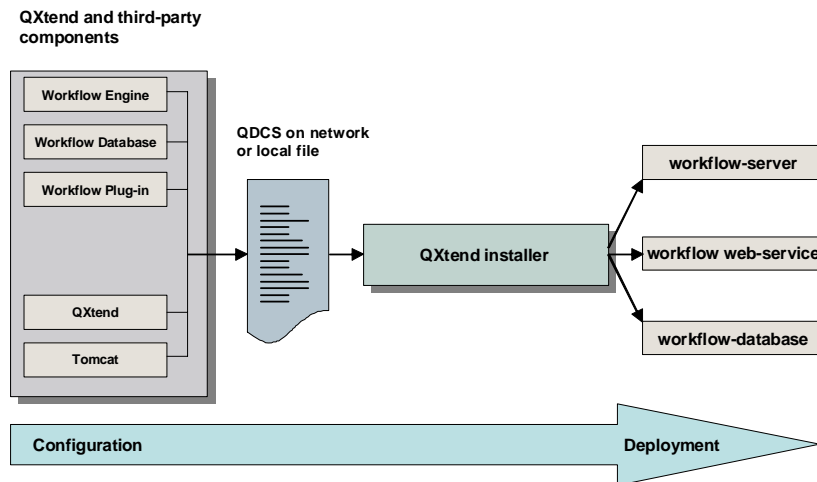 QXtend and third-party
components
Workflow Engine
Workflow Database
Workflow Plug-in
QXtend
Tomcat
QDCS on network
or local file
QXtend installer
workflow-server
workflow web-service
workflow-database
Configuration
Deployment